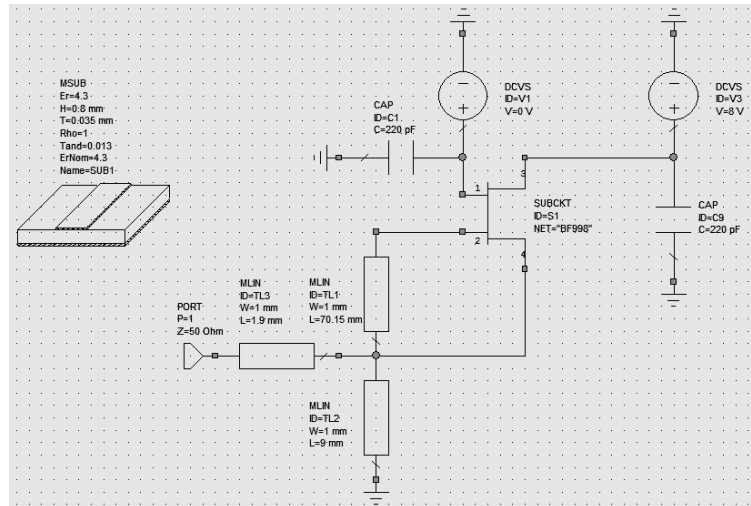 MSUB
Er=4.3
H=0.8 mm
T=0.035 mm
Rho=1
Tand=0.013
ErNom=4.3
Name=SUB1
CAP
ID=C1
C=220 pF
DCVS
ID=V1
V=0 V
DCVS
ID=V3
V=8 V
1
2
3
4
SUBCKT
ID=S1
NET="BF998"
CAP
ID=C9
C=220 pF
PORT
P=1
Z=50 Ohm
MLIN
ID=TL3
W=1 mm
L=1.9 mm
MLIN
ID=TL1
W=1 mm
L=70.15 mm
MLIN
ID=TL2
W=1 mm
L=9 mm